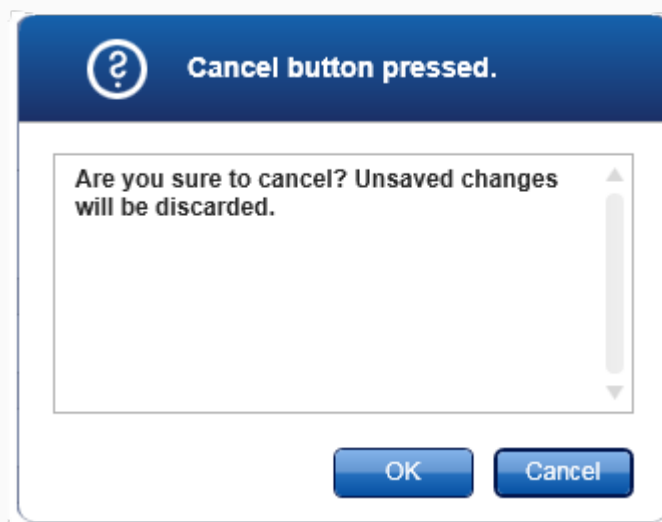 Cancel button pressed.
Are you sure to cancel? Unsaved changes
will be discarded.
OK
Cancel